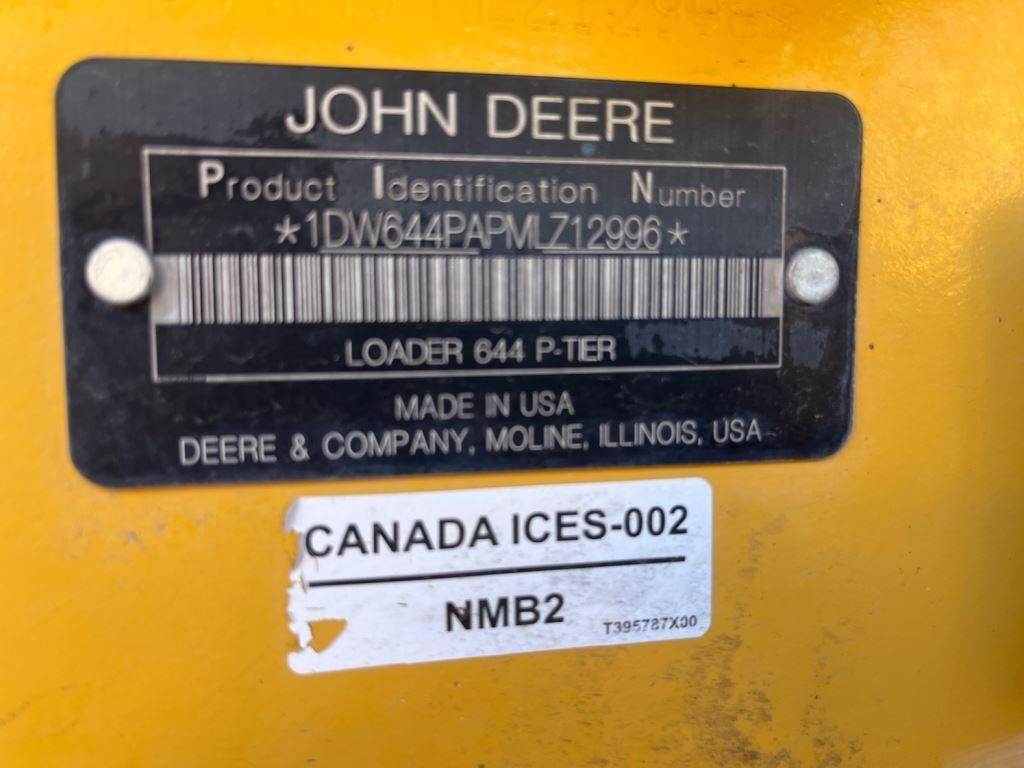 JOHN DEERE
Product Identification Number
*1DW644PAPMLZ12996*
LOADER 644 P-TIER
MADE IN USA
DEERE & COMPANY, MOLINE, ILLINOIS, USA
CANADA ICES-002
NMB2
T395787X00